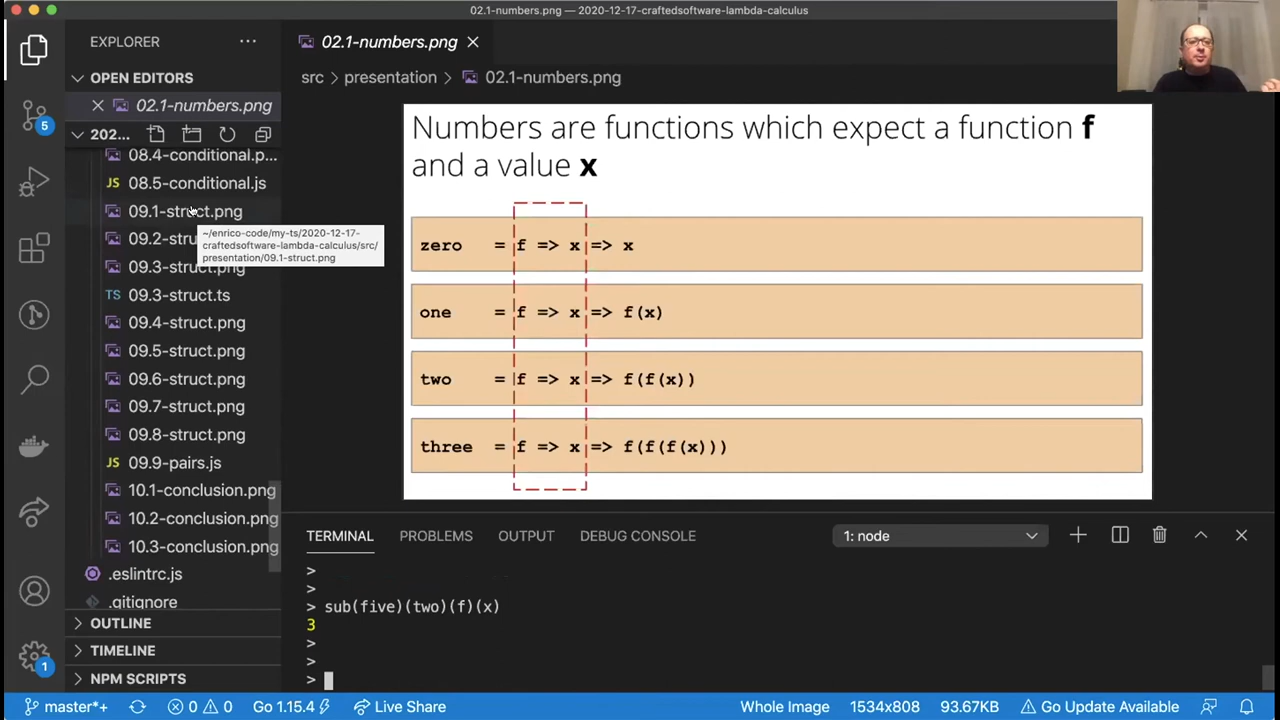 02.1-numbers.png — 2020-12-17-craftedsoftware-lambda-calculus
EXPLORER
OPEN EDITORS
02.1-numbers.png
202...
08.4-conditional.p...
08.5-conditional.js
09.1-struct.png
~/enrico-code/my-ts/2020-12-17-
craftedsoftware-lambda-calculus/src/
presentation/09.1-struct.png
09.3-struct.png
TS 09.3-struct.ts
09.4-struct.png
09.5-struct.png
09.6-struct.png
09.7-struct.png
09.8-struct.png
JS 09.9-pairs.js
10.1-conclusion.png
10.2-conclusion.png
10.3-conclusion.png
.eslintrc.js
.gitignore
OUTLINE
TIMELINE
NPM SCRIPTS
5
1
02.1-numbers.png
src > presentation > 02.1-numbers.png
Numbers are functions which expect a function f
and a value x
zero = f => x => x
one = f => x => f(x)
two = f => x => f(f(x))
three = f => x => f(f(f(x)))
TERMINAL PROBLEMS OUTPUT DEBUG CONSOLE 1: node
>
>
> sub(five)(two)(f)(x)
3
>
>
>
master*+ 0 0 Go 1.15.4 Live Share Whole Image 1534x808 93.67KB Go Update Available